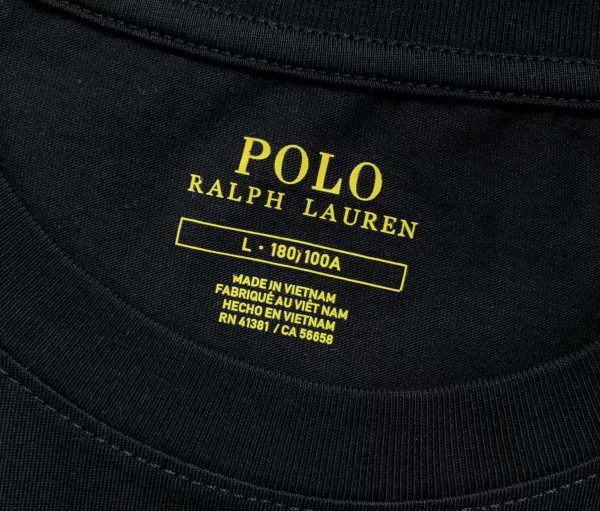 POLO
RALPH LAUREN
L · 180/100A
MADE IN VIETNAM
FABRIQUÉ AU VIÊT NAM
HECHO EN VIETNAM
RN 41381 / CA 56658